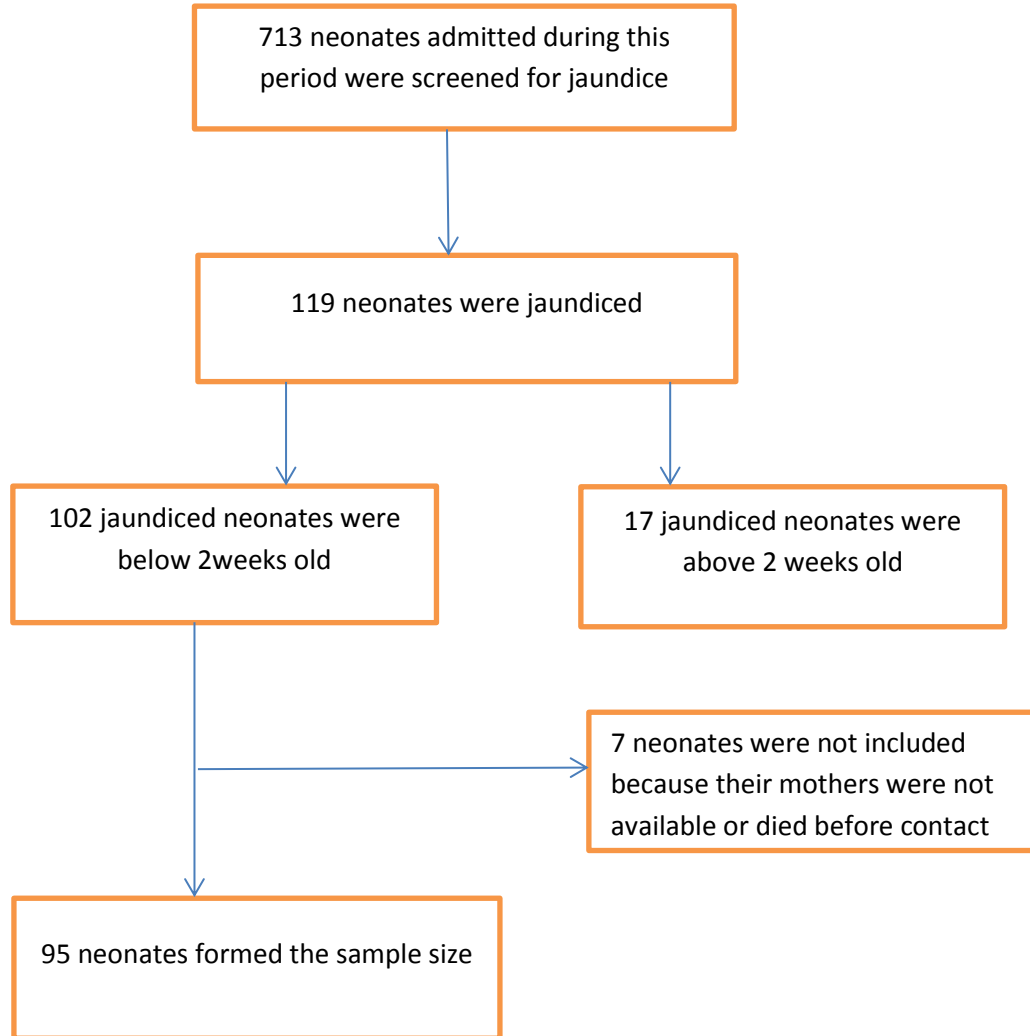 713 neonates admitted during this
period were screened for jaundice
119 neonates were jaundiced
102 jaundiced neonates were
below 2weeks old
17 jaundiced neonates were
above 2 weeks old
7 neonates were not included
because their mothers were not
available or died before contact
95 neonates formed the sample size